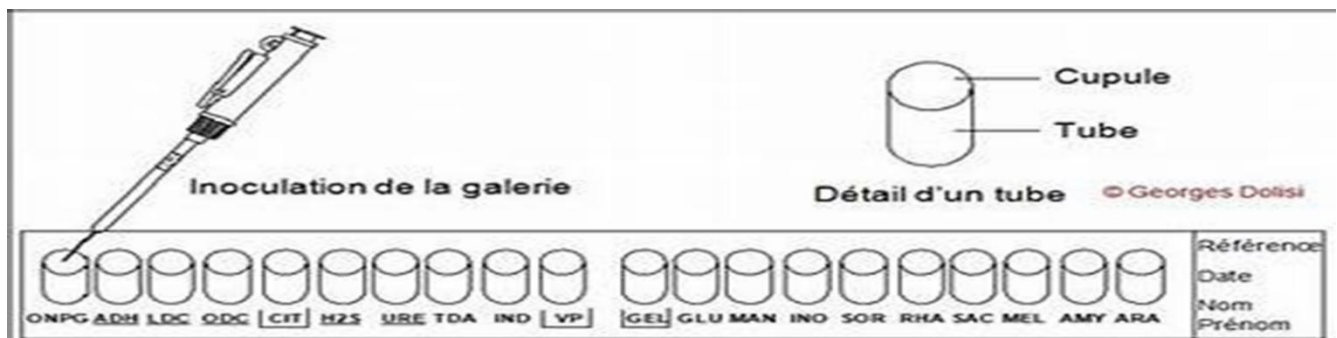 Cupule
Tube
Inoculation de la galerie
Détail d'un tube © Georges Dolisi
ONPG ADH LDC ODC CIT H2S URE TDA IND VP GEL GLU MAN INO SOR RHA SAC MEL AMY ARA
Référence
Date
Nom
Prénom